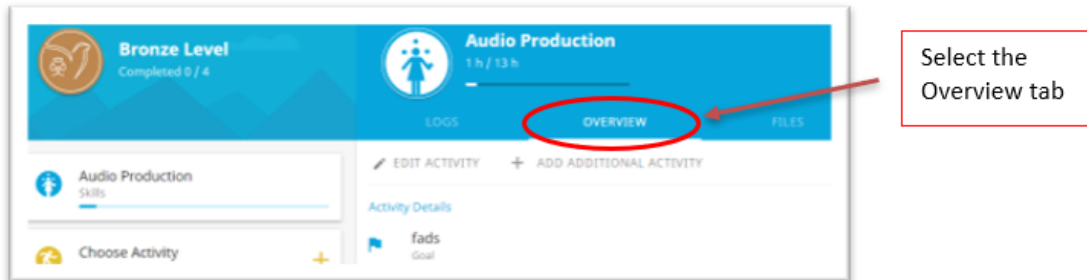 Bronze Level
Completed 0 / 4
Audio Production
Skills
Choose Activity
+
Audio Production
1 h / 13 h
LOGS
OVERVIEW
FILES
EDIT ACTIVITY
+ ADD ADDITIONAL ACTIVITY
Activity Details
fads
Goal
Select the
Overview tab